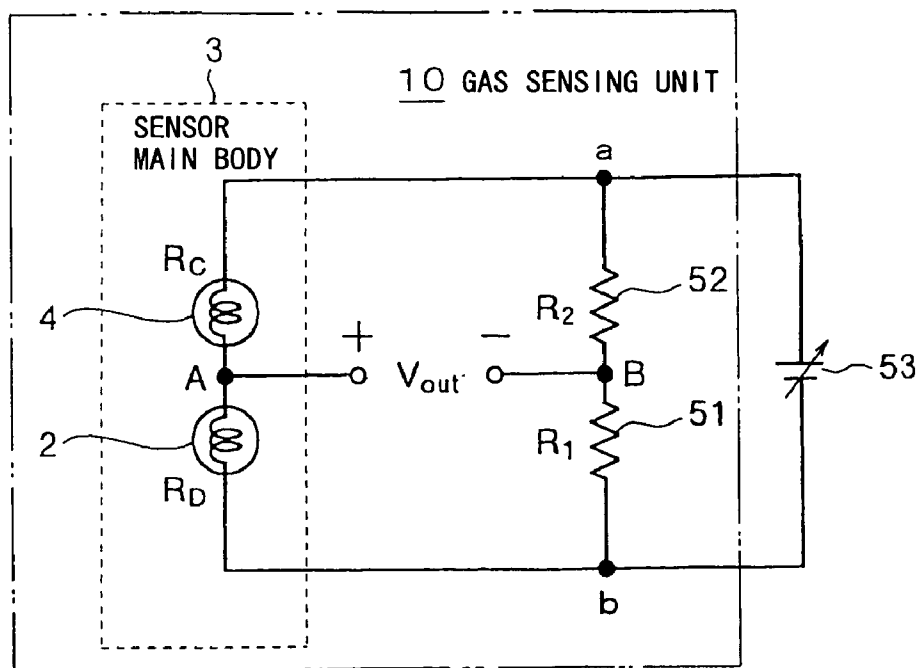 3
10 GAS SENSING UNIT
SENSOR
MAIN BODY
a
RC
52
4
R2
+
−
A
Vout
B
53
51
2
R1
RD
b